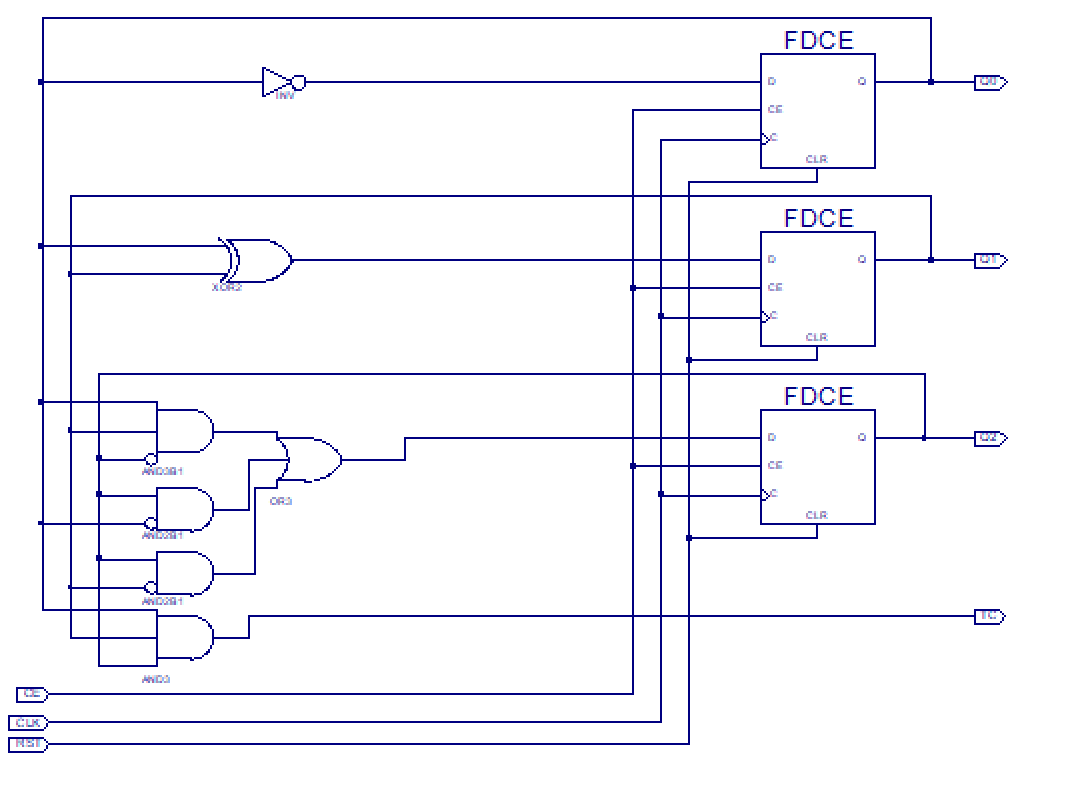 FDCE
D
Q
Q0
CE
INV
C
CLR
FDCE
D
Q
Q1
CE
XOR2
C
CLR
FDCE
D
Q
Q2
CE
AND3B1
C
OR3
CLR
AND2B1
AND2B1
TC
AND3
CE
CLK
RST